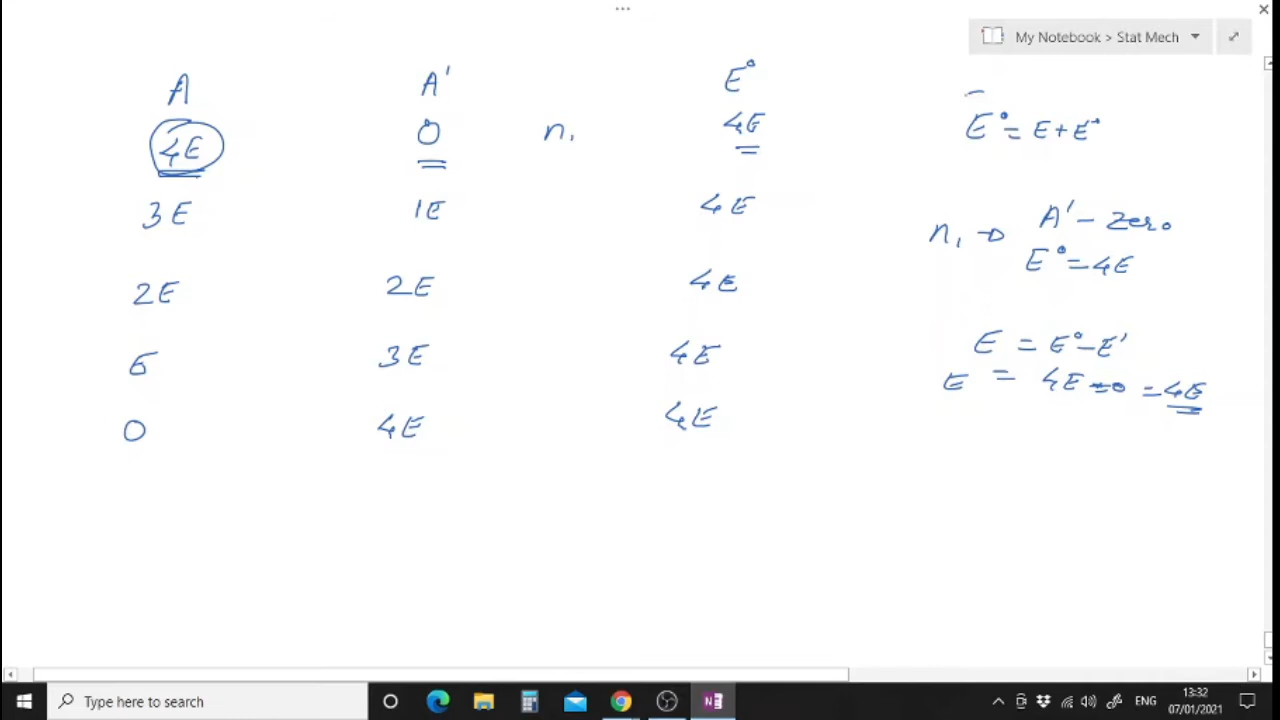 My Notebook > Stat Mech
A A' E°
4E 0 n₁ 4E
3E 1E 4E
2E 2E 4E
E 3E 4E
0 4E 4E
E° = E + E'
n₁ → A' - zero
E° = 4E
E = E° - E'
E = 4E - 0 = 4E
Type here to search
ENG
13:32
07/01/2021